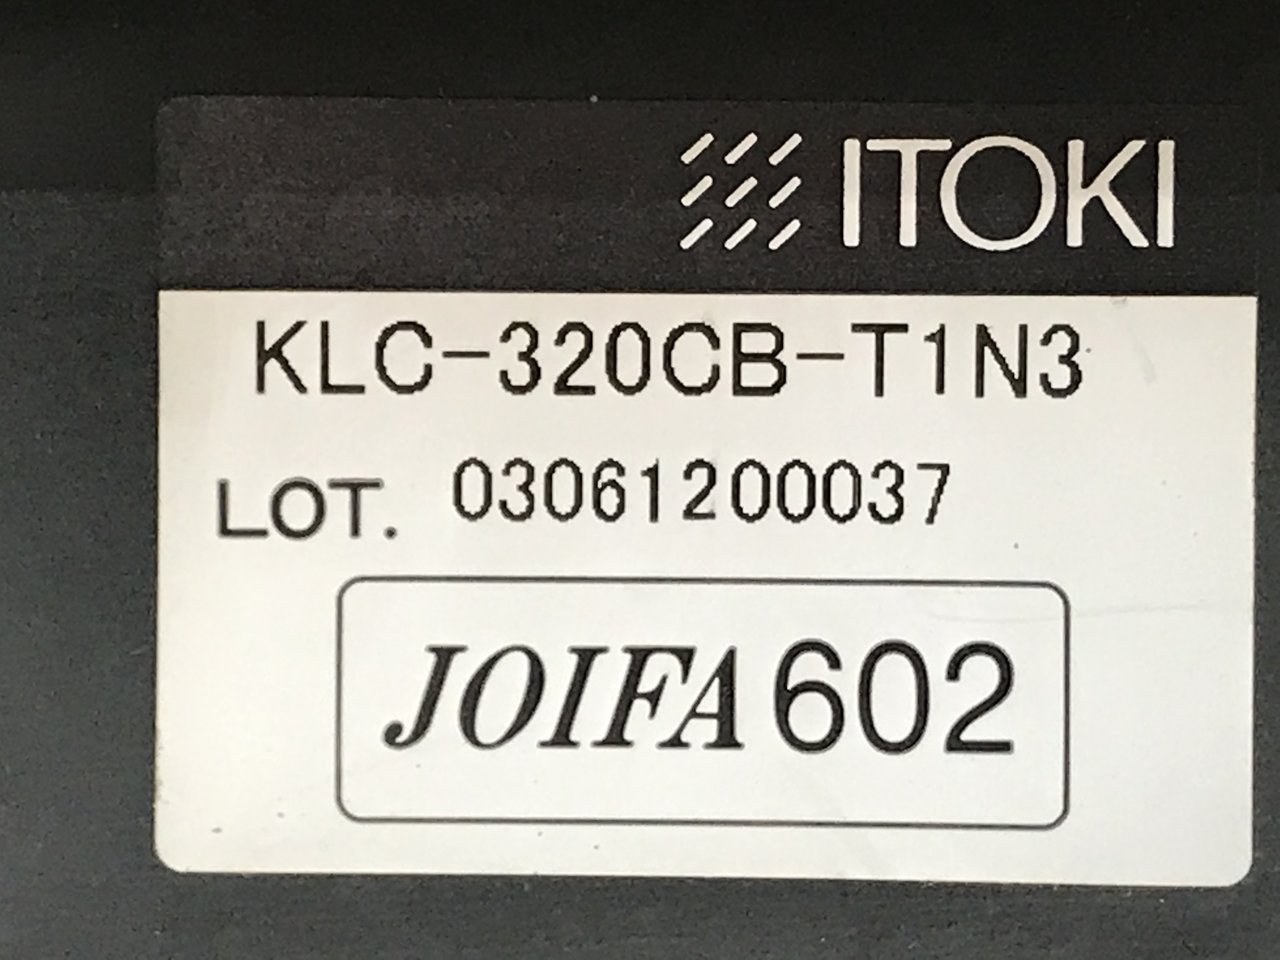 ITOKI
KLC-320CB-T1N3
LOT. 03061200037
JOIFA602